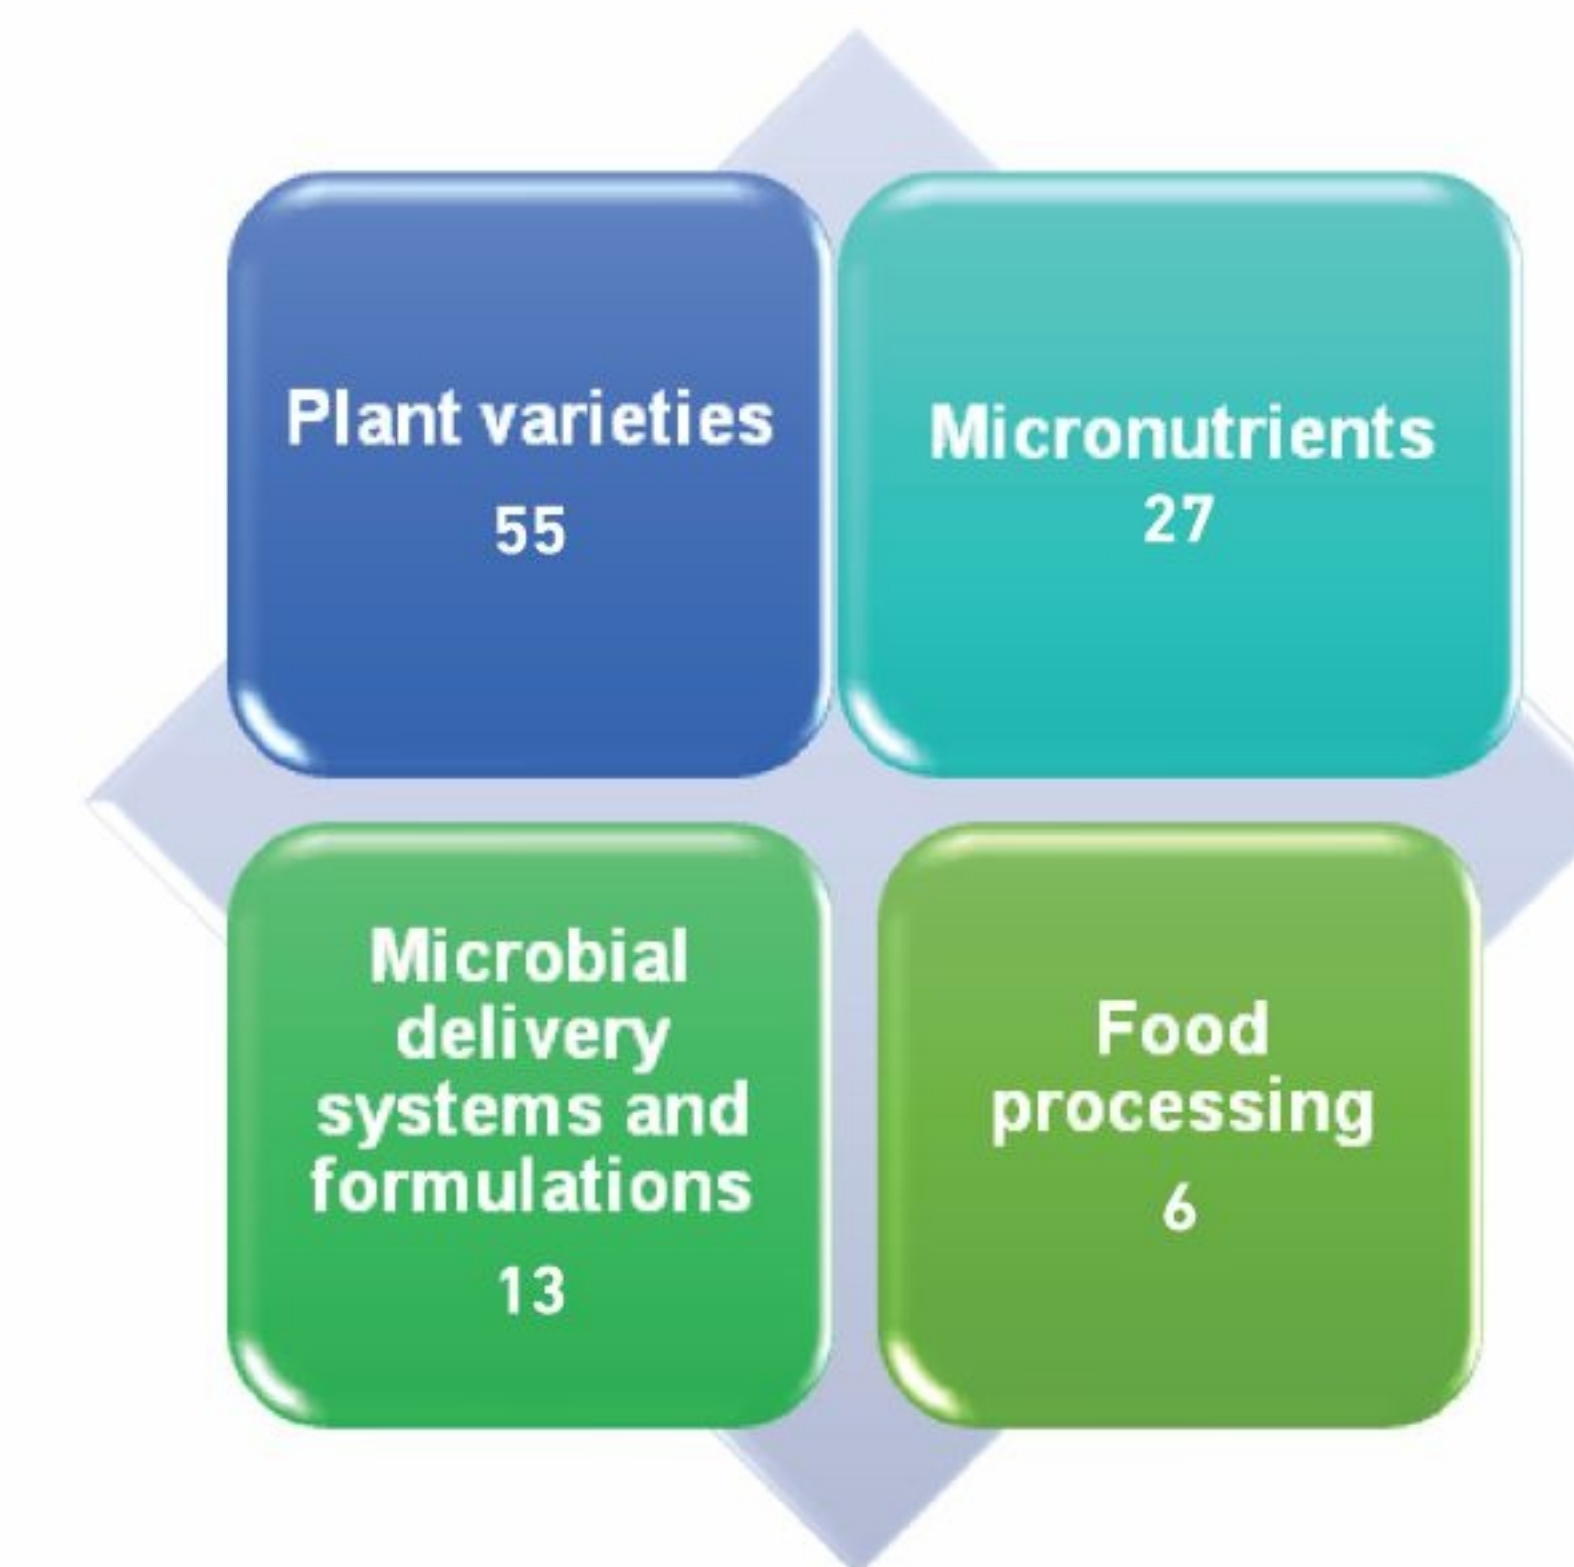 Plant varieties
55
Micronutrients
27
Microbial
delivery
systems and
formulations
13
Food
processing
6